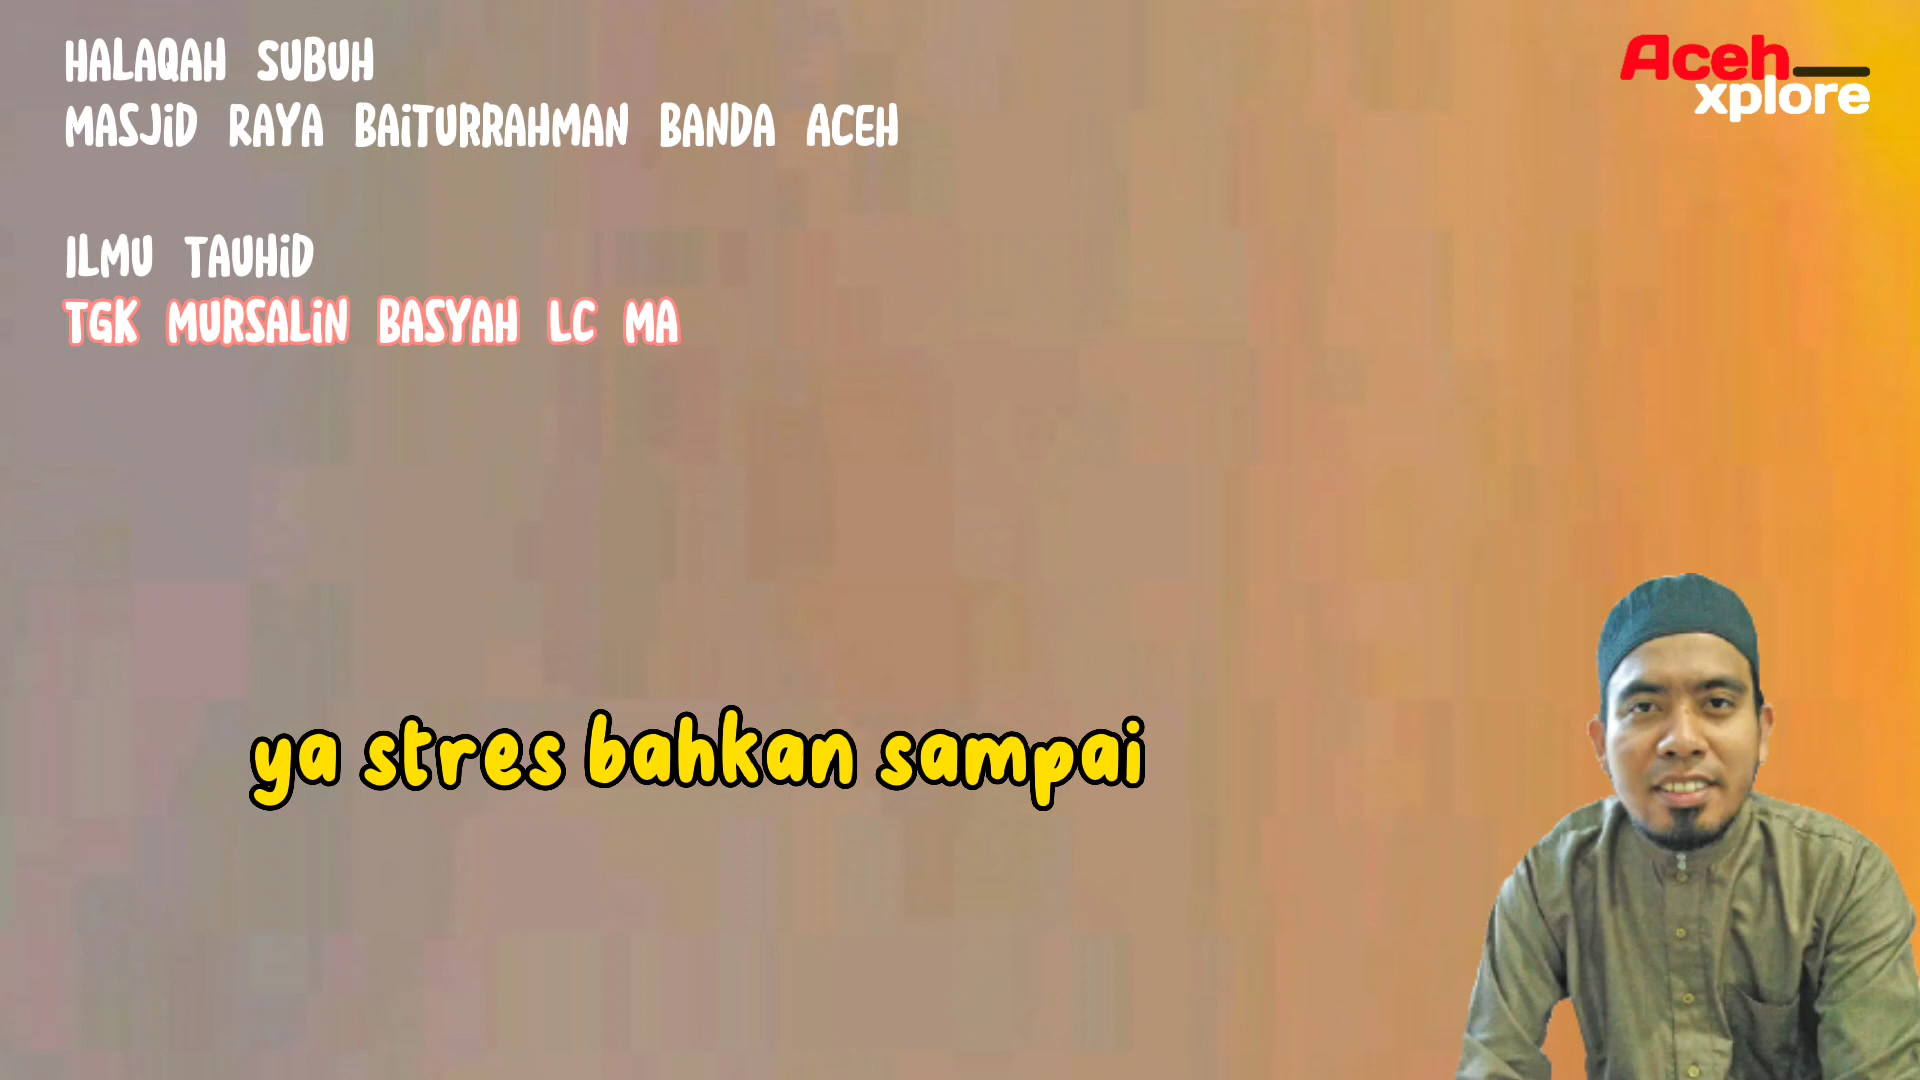 HALAQAH SUBUH
MASJiD RAYA BAiTURRAHMAN BANDA ACEH
ILMU TAUHiD
TGK MURSALiN BASYAH LC MA
Aceh
xplore
ya stres bahkan sampai